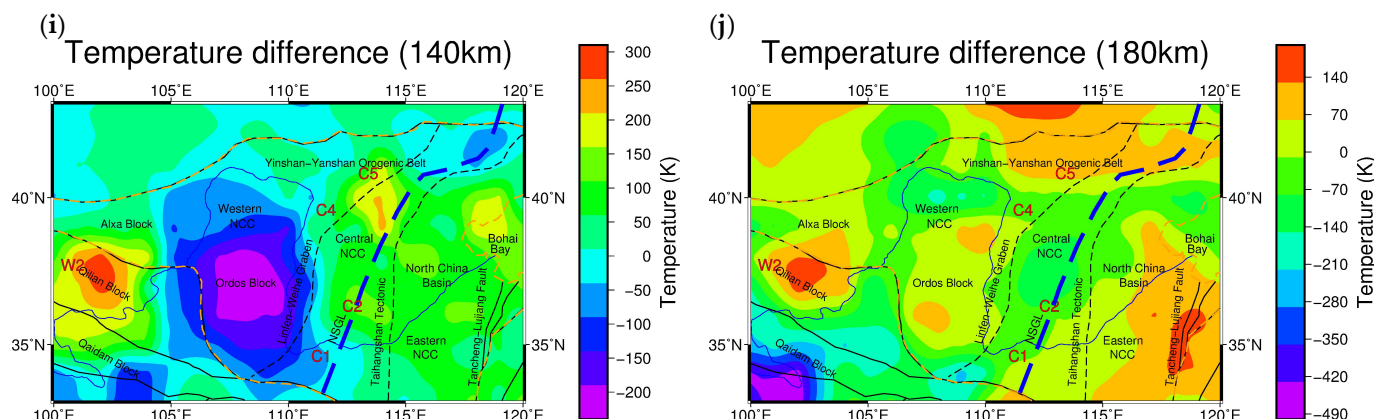 (i)
Temperature difference (140km)
100°E 105°E 110°E 115°E 120°E
Yinshan−Yanshan Orogenic Belt
C5
40°N
Western
NCC
C4
Alxa Block
Central
NCC
Bohai
Bay
W2
Qilian Block
Ordos Block
Linfen−Weihe Graben
North China
Basin
C2
NSGL
Taihangshan Tectonic
Tancheng−Lujiang Fault
Eastern
NCC
C1
35°N
Qaidam Block
100°E 105°E 110°E 115°E 120°E
300
250
200
150
100
50
0
−50
−100
−150
−200
Temperature (K)
(j)
Temperature difference (180km)
100°E 105°E 110°E 115°E 120°E
Yinshan−Yanshan Orogenic Belt
C5
40°N
Western
NCC
C4
Alxa Block
Central
NCC
Bohai
Bay
W2
Qilian Block
Ordos Block
Linfen−Weihe Graben
North China
Basin
C2
NSGL
Taihangshan Tectonic
Tancheng−Lujiang Fault
Eastern
NCC
C1
35°N
Qaidam Block
100°E 105°E 110°E 115°E 120°E
140
70
0
−70
−140
−210
−280
−350
−420
−490
Temperature (K)